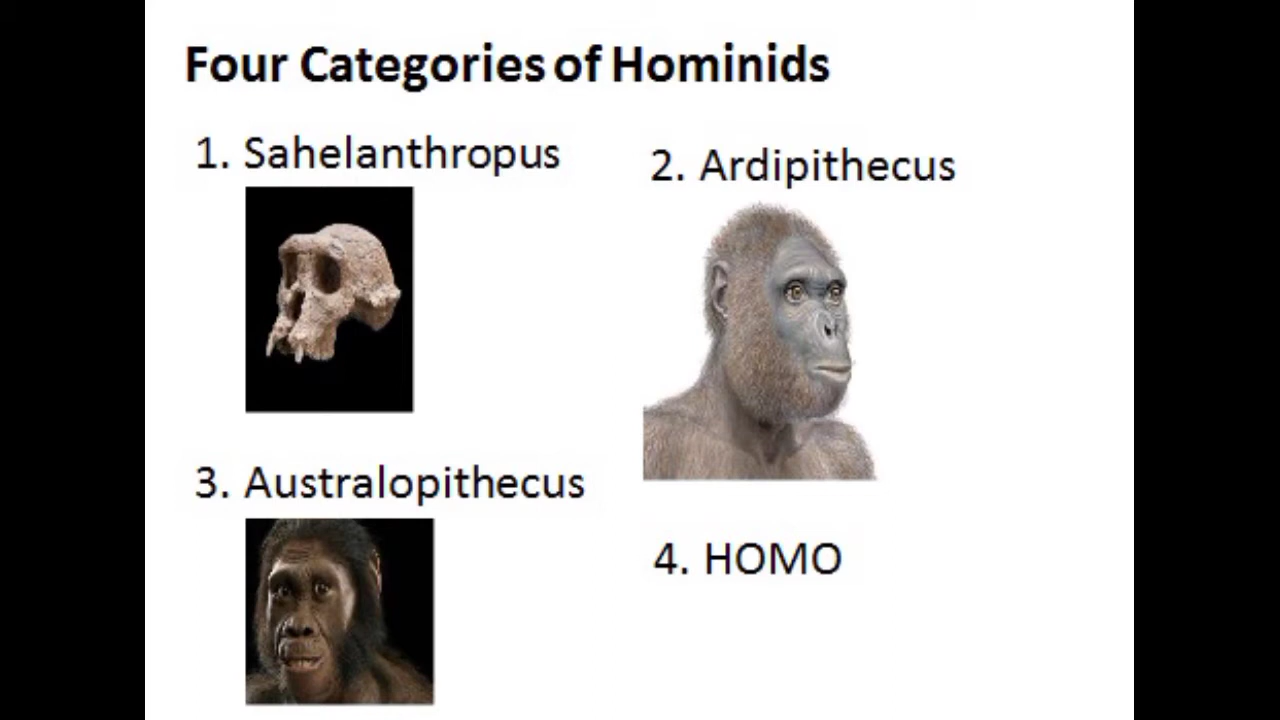 Four Categories of Hominids
1. Sahelanthropus
2. Ardipithecus
3. Australopithecus
4. HOMO